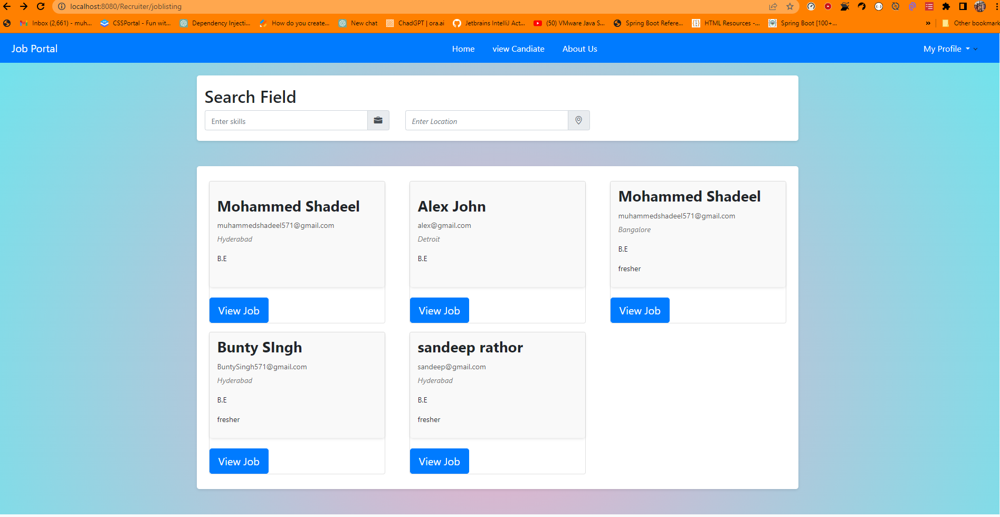 localhost:8080/Recruiter/joblisting
Inbox (2,661) - muh... CSSPortal - Fun wit... Dependency Injecti... How do you create... New chat ChadGPT | ora.ai Jetbrains IntelliJ Act... (50) VMware Java S... Spring Boot Refere... HTML Resources -... Spring Boot [100+... » Other bookmark
Job Portal Home view Candiate About Us My Profile
Search Field
Enter skills Enter Location
Mohammed Shadeel
muhammedshadeel571@gmail.com
Hyderabad
B.E
View Job
Alex John
alex@gmail.com
Detroit
B.E
View Job
Mohammed Shadeel
muhammedshadeel571@gmail.com
Bangalore
B.E
fresher
View Job
Bunty SIngh
BuntySingh571@gmail.com
Hyderabad
B.E
fresher
View Job
sandeep rathor
sandeep@gmail.com
Hyderabad
B.E
fresher
View Job